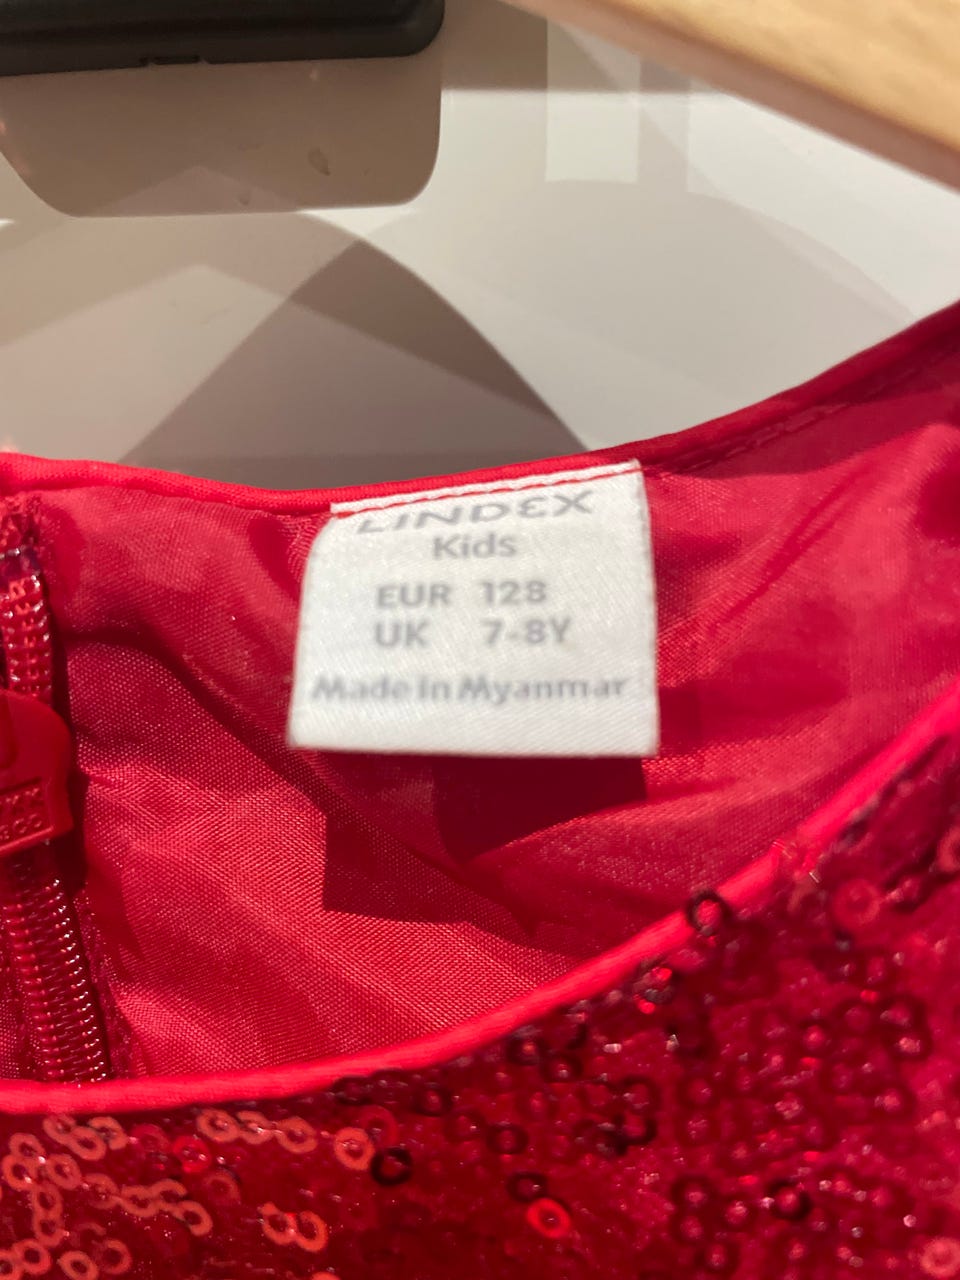 LINDEX
Kids
EUR 128
UK 7-8Y
Made in Myanmar